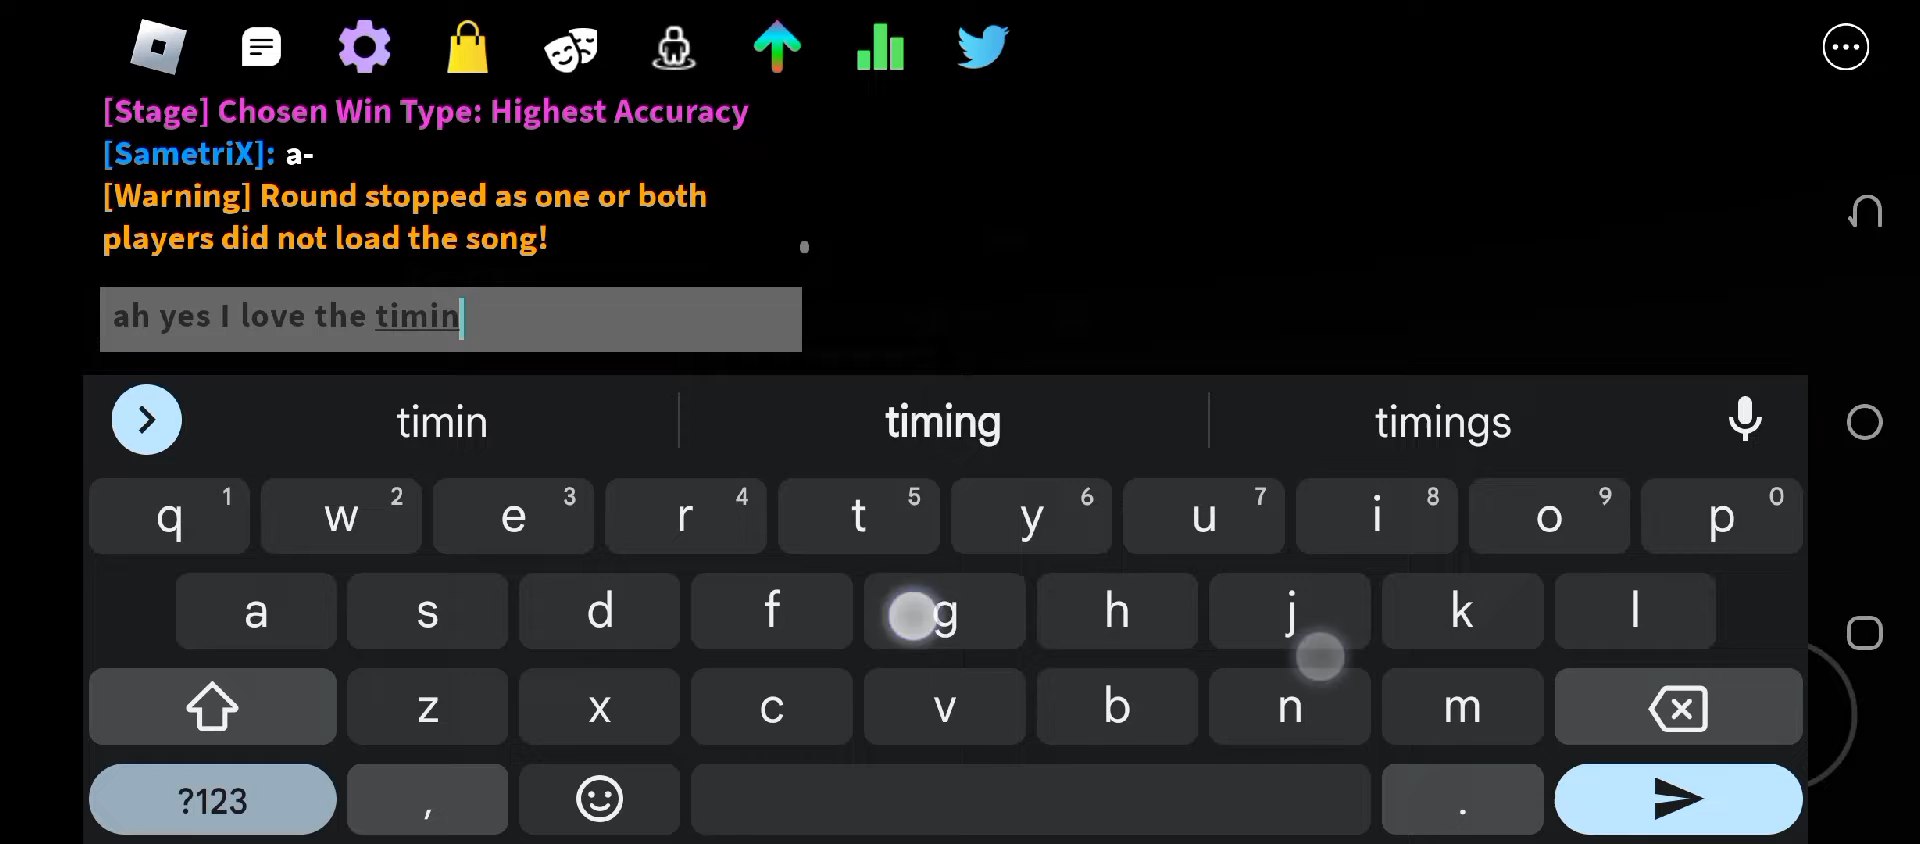 [Stage] Chosen Win Type: Highest Accuracy
[SametriX]: a-
[Warning] Round stopped as one or both
players did not load the song!
ah yes I love the timin
timin timing timings
q 1 w 2 e 3 r 4 t 5 y 6 u 7 i 8 o 9 p 0
a s d f g h j k l
z x c v b n m
?123 , .